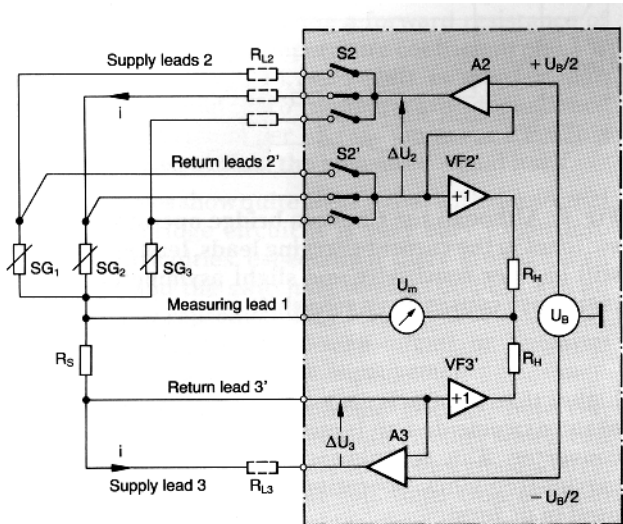 Supply leads 2
R_L2
S2
A2
+ U_B/2
i
Return leads 2'
S2'
ΔU_2
VF2'
+1
SG_1
SG_2
SG_3
Measuring lead 1
U_m
R_H
U_B
R_S
R_H
Return lead 3'
VF3'
+1
ΔU_3
A3
i
Supply lead 3
R_L3
− U_B/2